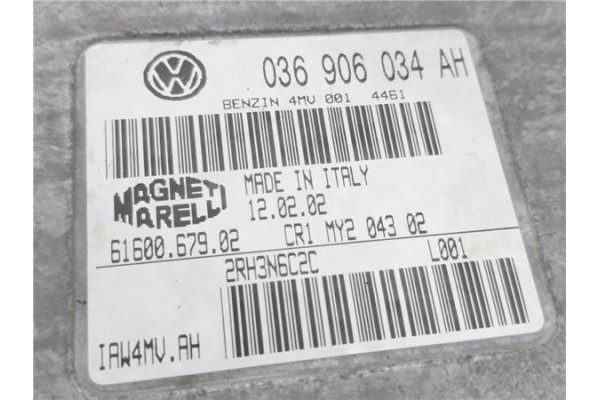 VW 036 906 034 AH
BENZIN 4MV 001 4461
MAGNETI MARELLI
MADE IN ITALY
12.02.02
61600.679.02 CR1 MY2 043 02
2RH3N6C2C L001
IAW4MV.AH